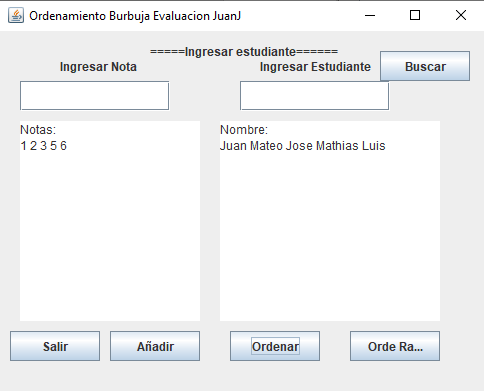 Ordenamiento Burbuja Evaluacion JuanJ
=====Ingresar estudiante======
Ingresar Nota
Ingresar Estudiante
Buscar
Notas:
1 2 3 5 6
Nombre:
Juan Mateo Jose Mathias Luis
Salir
Añadir
Ordenar
Orde Ra...